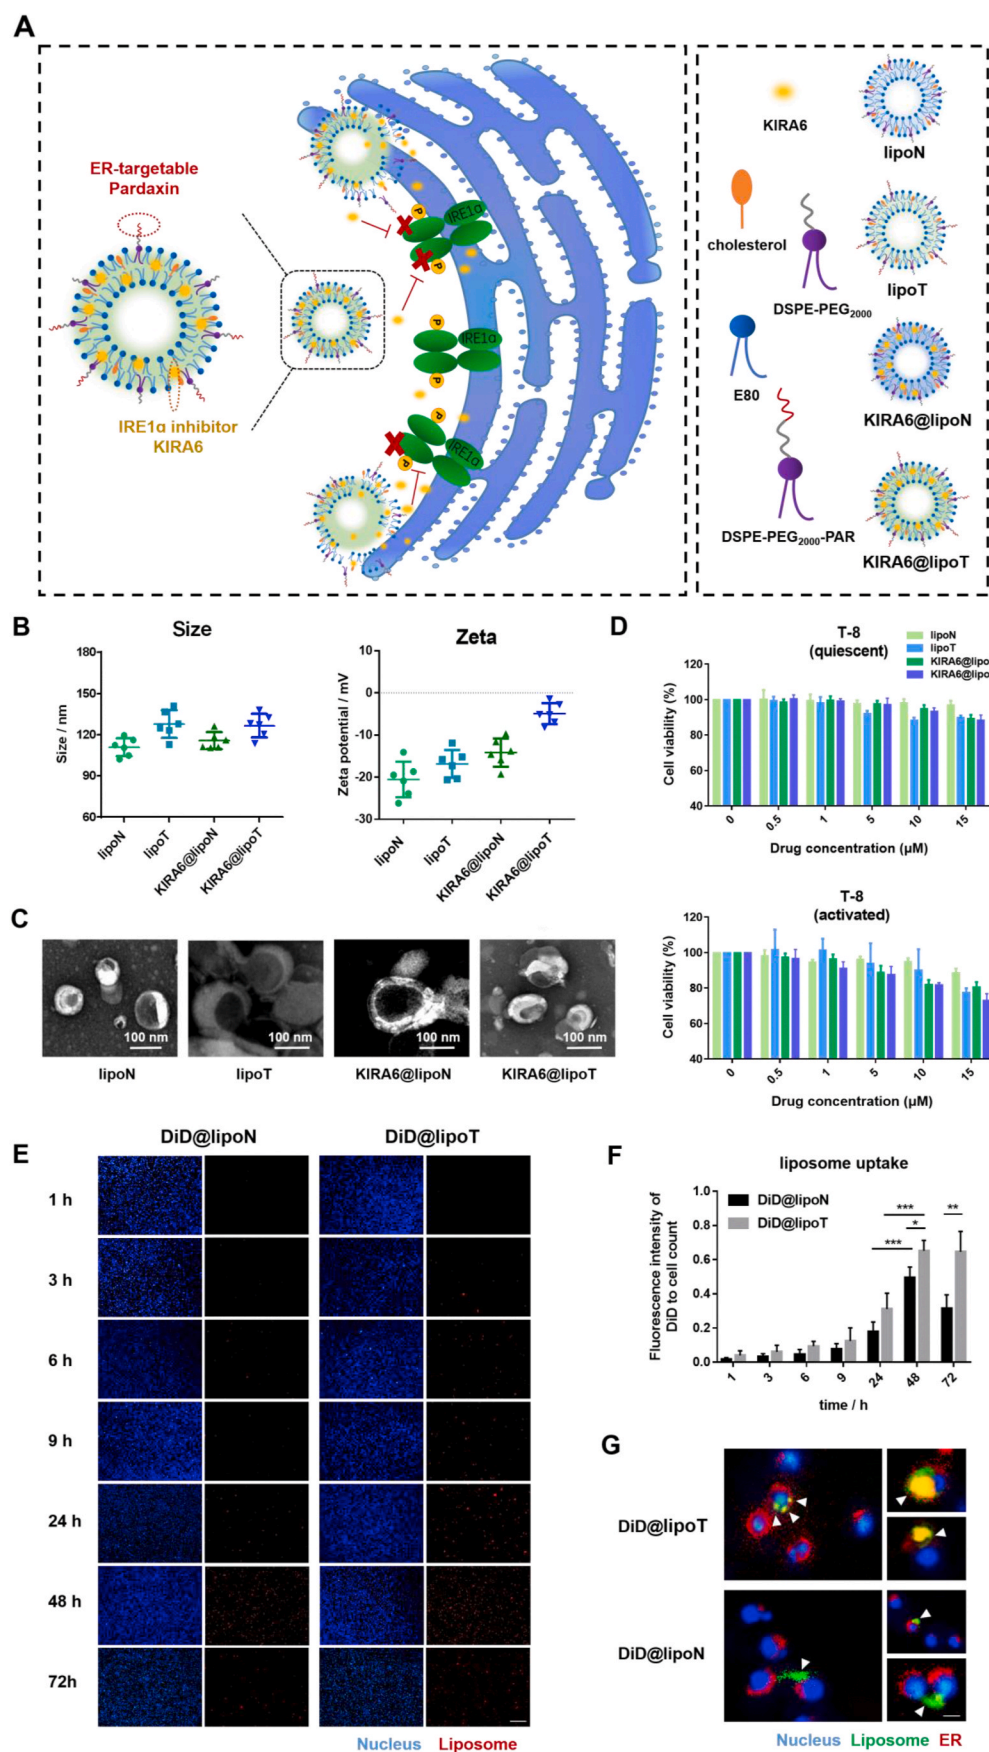 A
ER-targetable
Pardaxin
IRE1α inhibitor
KIRA6
P
IRE1α
P
P
IRE1α
P
P
IRE1α
P
KIRA6
lipoN
cholesterol
DSPE-PEG2000
lipoT
E80
KIRA6@lipoN
DSPE-PEG2000-PAR
KIRA6@lipoT
B
Size
Size / nm
180
150
120
90
60
lipoN
lipoT
KIRA6@lipoN
KIRA6@lipoT
Zeta
Zeta potential / mV
10
0
-10
-20
-30
lipoN
lipoT
KIRA6@lipoN
KIRA6@lipoT
C
100 nm
100 nm
100 nm
100 nm
lipoN
lipoT
KIRA6@lipoN
KIRA6@lipoT
D
T-8
(quiescent)
lipoN
lipoT
KIRA6@lipo
KIRA6@lipo
Cell viability (%)
120
100
80
60
40
0
0.5
1
5
10
15
Drug concentration (μM)
T-8
(activated)
Cell viability (%)
120
100
80
60
40
0
0.5
1
5
10
15
Drug concentration (μM)
E
DiD@lipoN
DiD@lipoT
1 h
3 h
6 h
9 h
24 h
48 h
72h
Nucleus Liposome
F
liposome uptake
DiD@lipoN
DiD@lipoT
Fluorescence intensity of
DiD to cell count
1.0
0.8
0.6
0.4
0.2
0.0
***
***
*
**
1
3
6
9
24
48
72
time / h
G
DiD@lipoT
DiD@lipoN
Nucleus Liposome ER